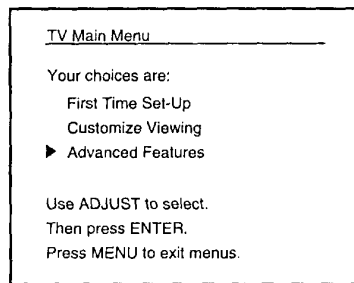 TV Main Menu
Your choices are:
First Time Set-Up
Customize Viewing
Advanced Features
Use ADJUST to select.
Then press ENTER.
Press MENU to exit menus.